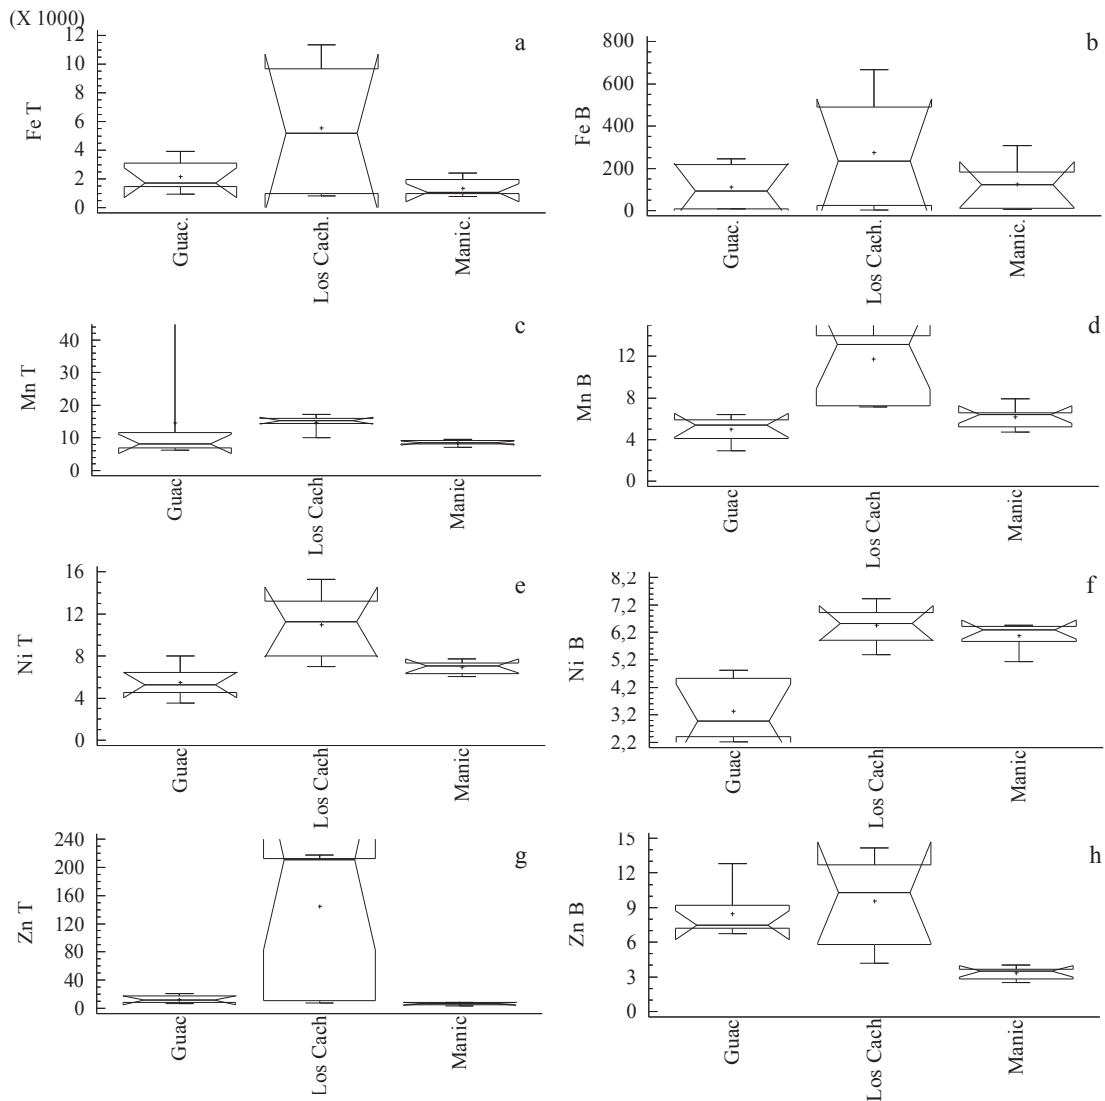 (X 1000)
a
12
10
8
6
4
2
0
Fe T
Guac.
Los Cach.
Manic.
b
800
600
400
200
0
Fe B
Guac.
Los Cach.
Manic.
c
40
30
20
10
0
Mn T
Guac
Los Cach
Manic
d
12
8
4
0
Mn B
Guac
Los Cach
Manic
e
16
12
8
4
0
Ni T
Guac
Los Cach
Manic
f
8,2
7,2
6,2
5,2
4,2
3,2
2,2
Ni B
Guac
Los Cach
Manic
g
240
200
160
120
80
40
0
Zn T
Guac
Los Cach
Manic
h
15
12
9
6
3
0
Zn B
Guac
Los Cach
Manic